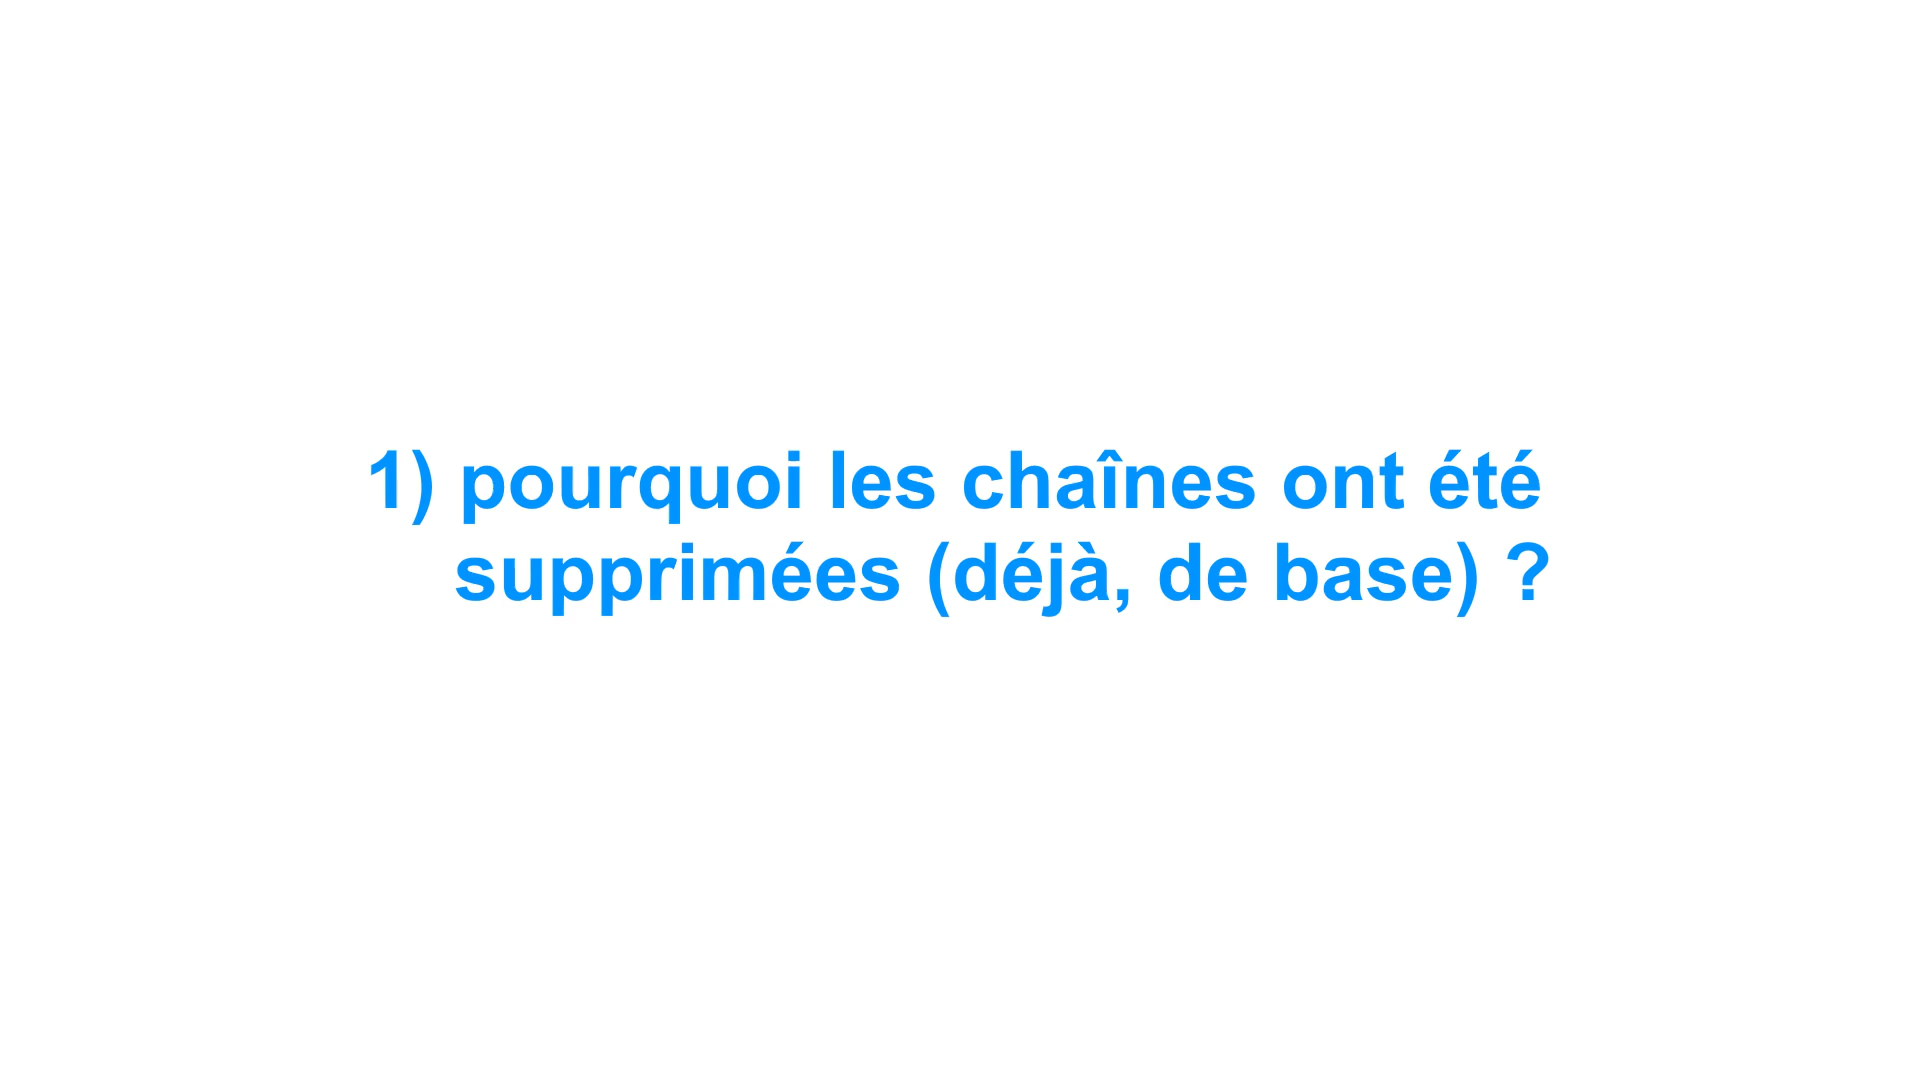 1) pourquoi les chaînes ont été
supprimées (déjà, de base) ?